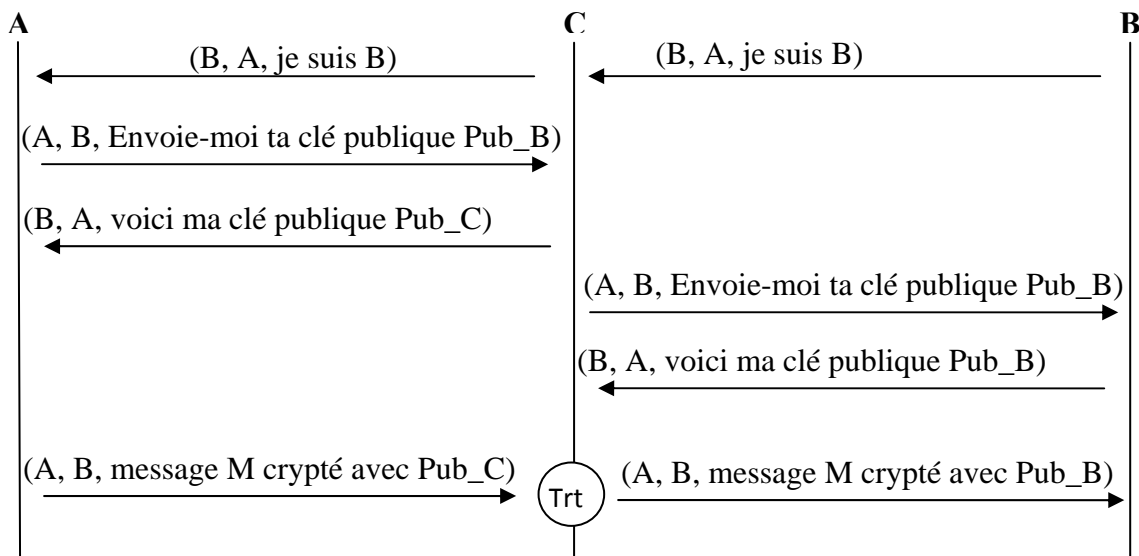 A C B
(B, A, je suis B) (B, A, je suis B)
(A, B, Envoie-moi ta clé publique Pub_B)
(B, A, voici ma clé publique Pub_C)
(A, B, Envoie-moi ta clé publique Pub_B)
(B, A, voici ma clé publique Pub_B)
(A, B, message M crypté avec Pub_C) (A, B, message M crypté avec Pub_B)
Trt